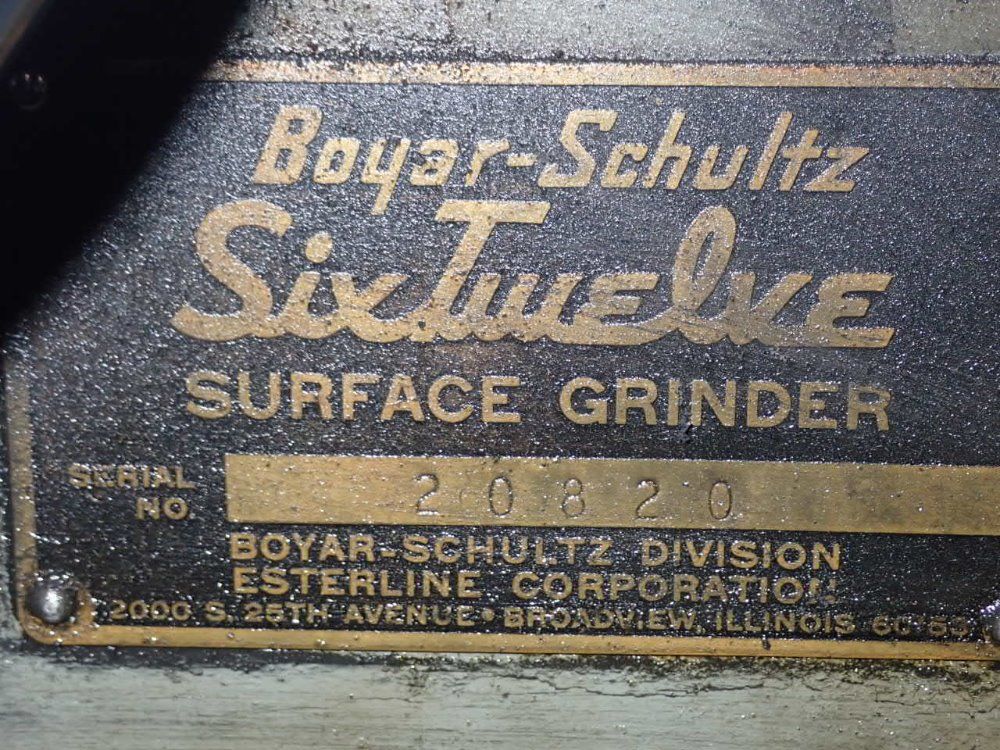 Boyar-Schultz
SixTwelve
SURFACE GRINDER
SERIAL
NO.
20820
BOYAR-SCHULTZ DIVISION
ESTERLINE CORPORATION
2000 S. 25TH AVENUE • BROADVIEW, ILLINOIS